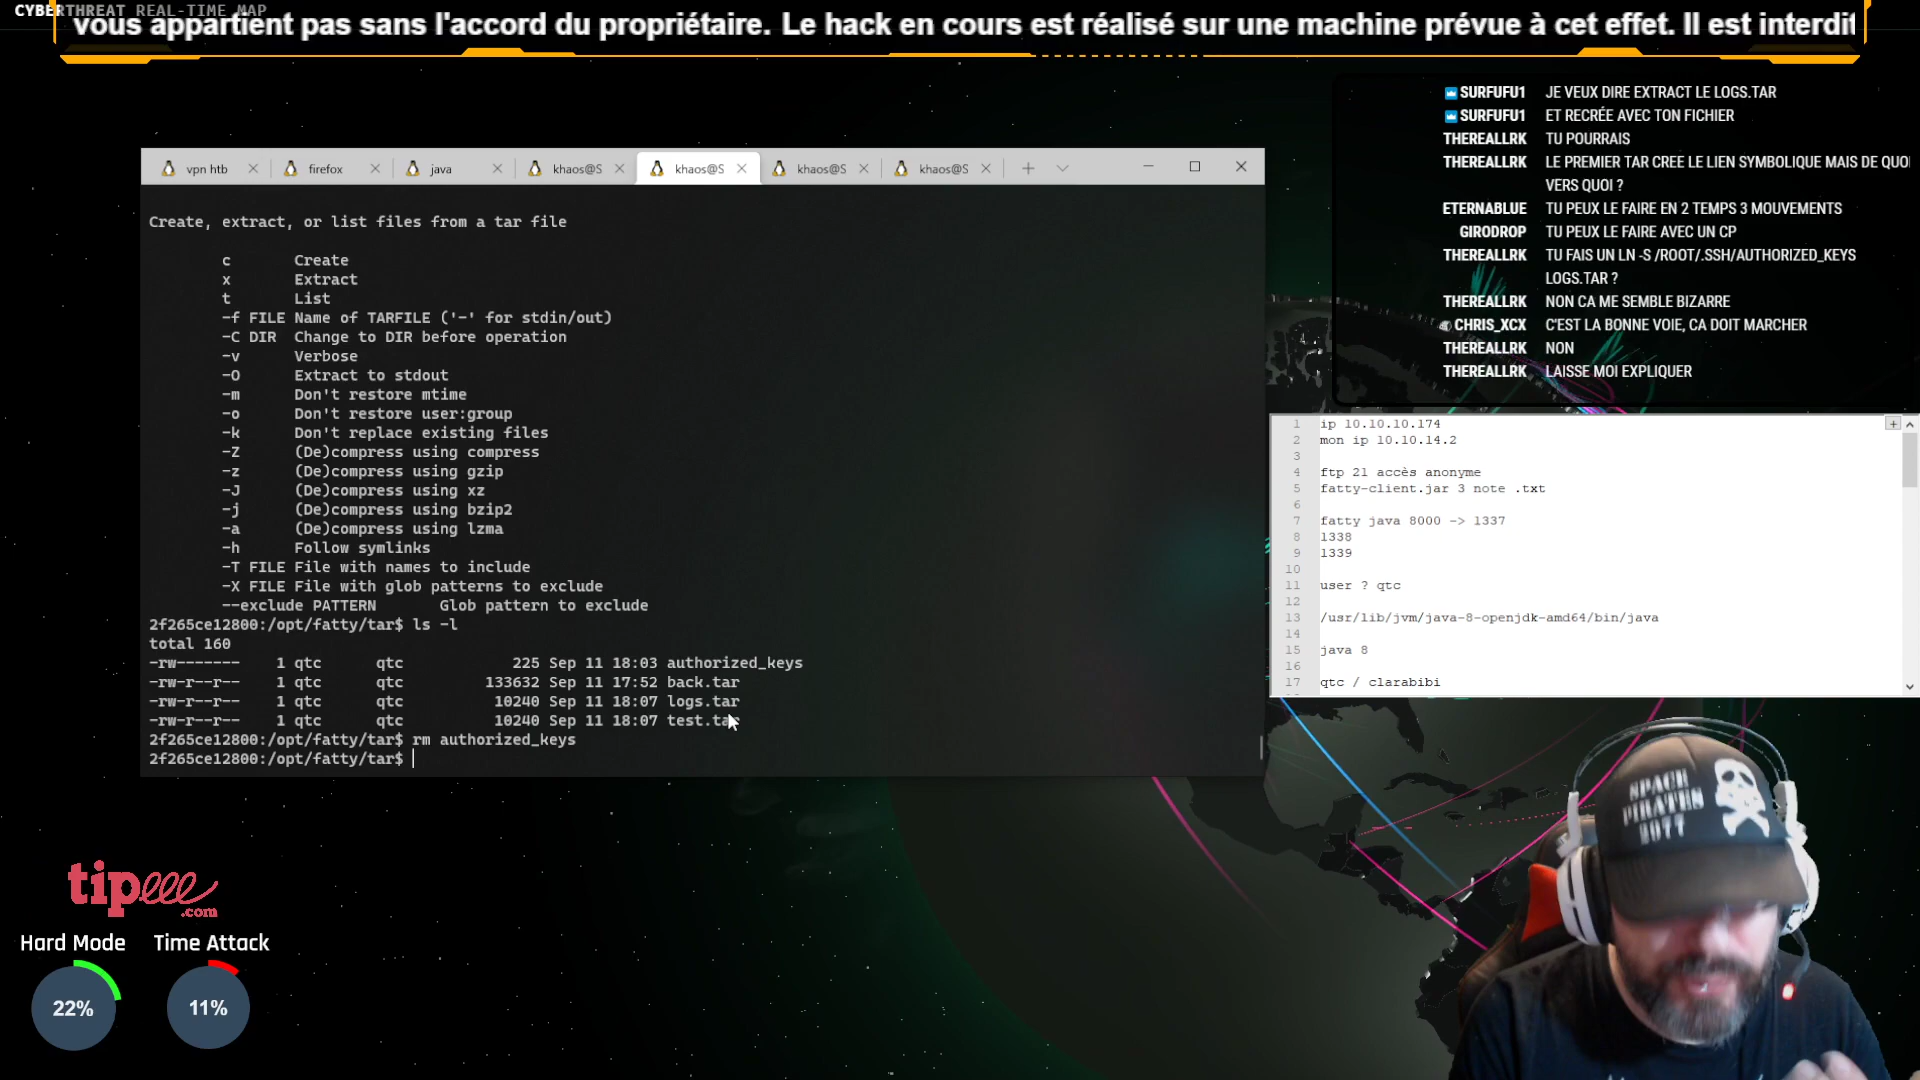 CYBERTHREAT REAL-TIME MAP
vous appartient pas sans l'accord du propriétaire. Le hack en cours est réalisé sur une machine prévue à cet effet. Il est interdit
SURFUFU1 JE VEUX DIRE EXTRACT LE LOGS.TAR
SURFUFU1 ET RECRÉE AVEC TON FICHIER
THEREALLRK TU POURRAIS
THEREALLRK LE PREMIER TAR CREE LE LIEN SYMBOLIQUE MAIS DE QUOI
VERS QUOI ?
ETERNABLUE TU PEUX LE FAIRE EN 2 TEMPS 3 MOUVEMENTS
GIRODROP TU PEUX LE FAIRE AVEC UN CP
THEREALLRK TU FAIS UN LN -S /ROOT/.SSH/AUTHORIZED_KEYS
LOGS.TAR ?
THEREALLRK NON CA ME SEMBLE BIZARRE
CHRIS_XCX C'EST LA BONNE VOIE, CA DOIT MARCHER
THEREALLRK NON
THEREALLRK LAISSE MOI EXPLIQUER
vpn htb firefox java khaos@S khaos@S khaos@S khaos@S
Create, extract, or list files from a tar file
c Create
x Extract
t List
-f FILE Name of TARFILE ('-' for stdin/out)
-C DIR Change to DIR before operation
-v Verbose
-O Extract to stdout
-m Don't restore mtime
-o Don't restore user:group
-k Don't replace existing files
-Z (De)compress using compress
-z (De)compress using gzip
-J (De)compress using xz
-j (De)compress using bzip2
-a (De)compress using lzma
-h Follow symlinks
-T FILE File with names to include
-X FILE File with glob patterns to exclude
--exclude PATTERN Glob pattern to exclude
2f265ce12800:/opt/fatty/tar$ ls -l
total 160
-rw------- 1 qtc qtc 225 Sep 11 18:03 authorized_keys
-rw-r--r-- 1 qtc qtc 133632 Sep 11 17:52 back.tar
-rw-r--r-- 1 qtc qtc 10240 Sep 11 18:07 logs.tar
-rw-r--r-- 1 qtc qtc 10240 Sep 11 18:07 test.tar
2f265ce12800:/opt/fatty/tar$ rm authorized_keys
2f265ce12800:/opt/fatty/tar$
1 ip 10.10.10.174
2 mon ip 10.10.14.2
3
4 ftp 21 accès anonyme
5 fatty-client.jar 3 note .txt
6
7 fatty java 8000 -> 1337
8 1338
9 1339
10
11 user ? qtc
12
13 /usr/lib/jvm/java-8-openjdk-amd64/bin/java
14
15 java 8
16
17 qtc / clarabibi
SPACE
PIRATES
tipeee
.com
Hard Mode Time Attack
22% 11%